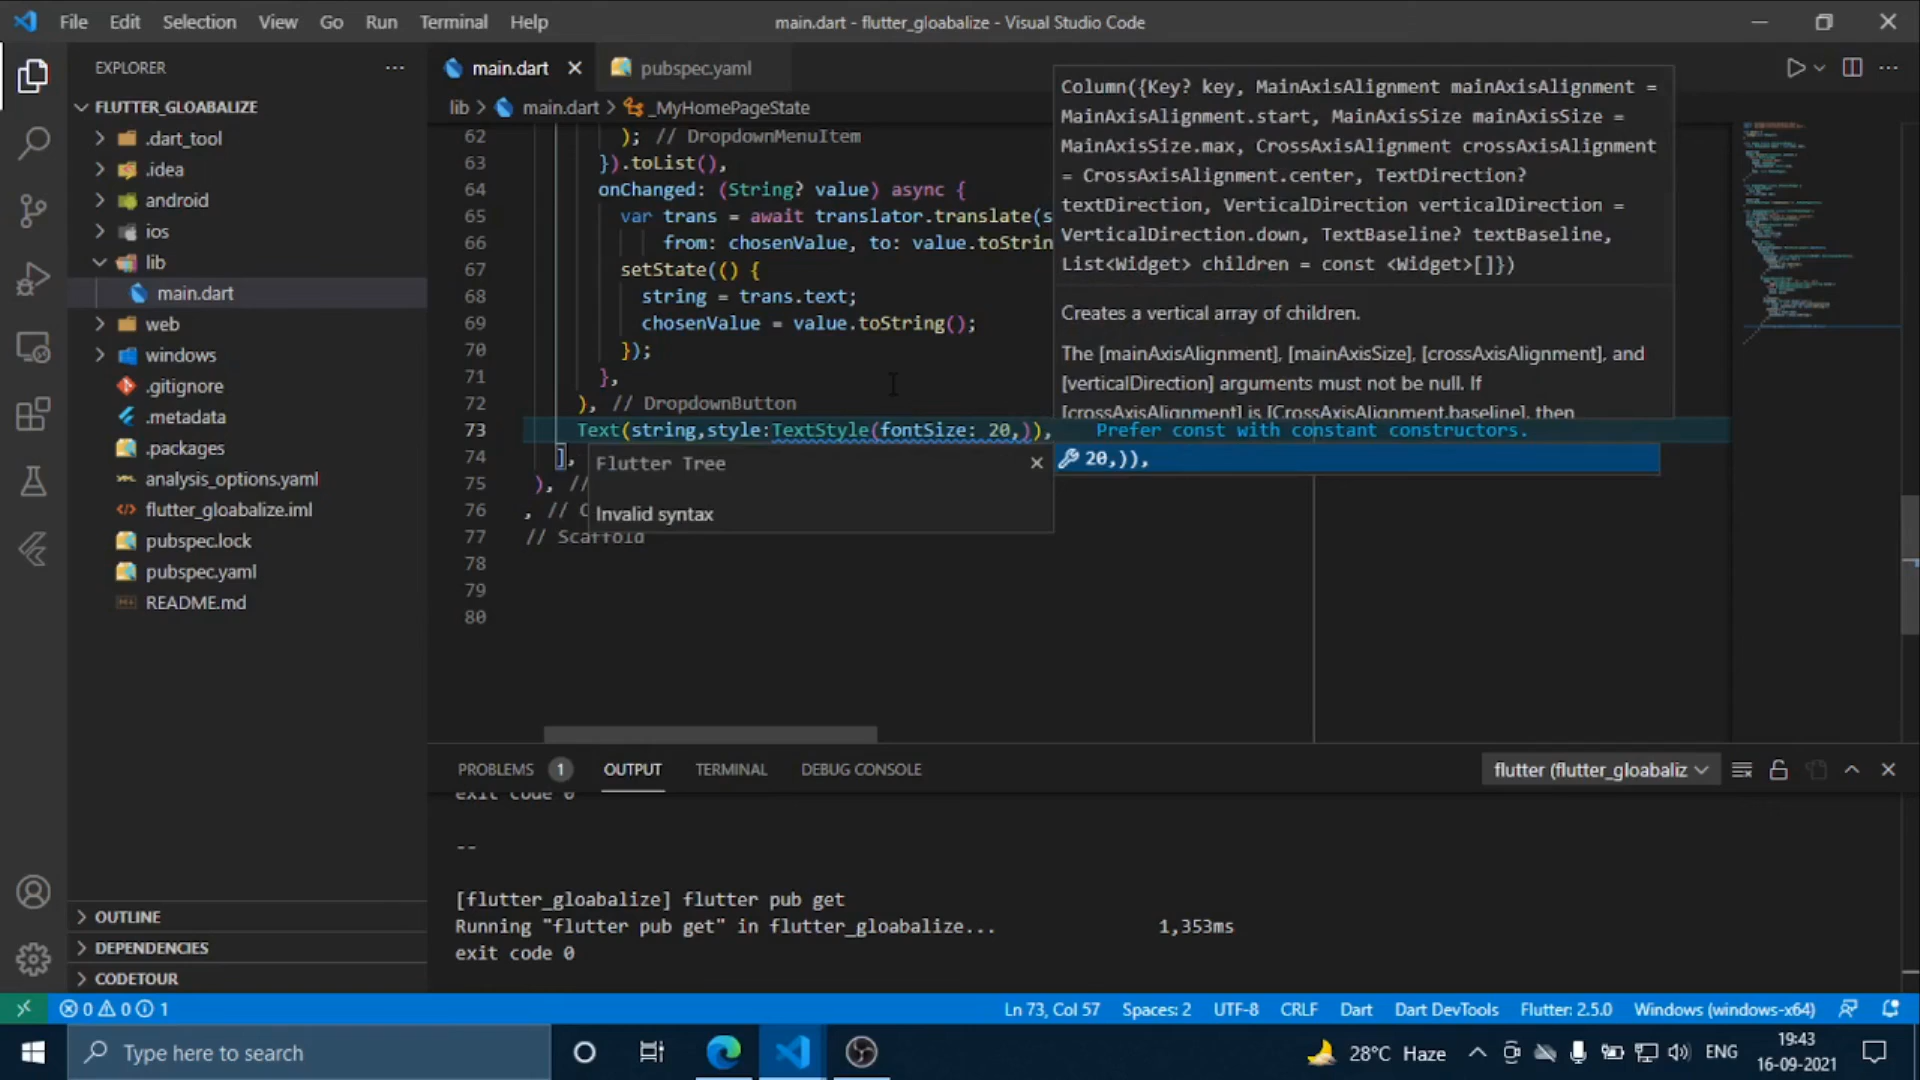 File Edit Selection View Go Run Terminal Help
main.dart - flutter_gloabalize - Visual Studio Code
EXPLORER
FLUTTER_GLOABALIZE
.dart_tool
.idea
android
ios
lib
main.dart
web
windows
.gitignore
.metadata
.packages
analysis_options.yaml
flutter_gloabalize.iml
pubspec.lock
pubspec.yaml
README.md
OUTLINE
DEPENDENCIES
CODETOUR
main.dart
pubspec.yaml
lib > main.dart > _MyHomePageState
62 ); // DropdownMenuItem
63 }).toList(),
64 onChanged: (String? value) async {
65 var trans = await translator.translate(s
66 from: chosenValue, to: value.toStrin
67 setState(() {
68 string = trans.text;
69 chosenValue = value.toString();
70 });
71 },
72 ), // DropdownButton
73 Text(string,style:TextStyle(fontSize: 20,)), Prefer const with constant constructors.
74 ],
75 ), //
76 , // C
77 // Scaffold
78
79
80
Column({Key? key, MainAxisAlignment mainAxisAlignment =
MainAxisAlignment.start, MainAxisSize mainAxisSize =
MainAxisSize.max, CrossAxisAlignment crossAxisAlignment
= CrossAxisAlignment.center, TextDirection?
textDirection, VerticalDirection verticalDirection =
VerticalDirection.down, TextBaseline? textBaseline,
List<Widget> children = const <Widget>[]})
Creates a vertical array of children.
The [mainAxisAlignment], [mainAxisSize], [crossAxisAlignment], and
[verticalDirection] arguments must not be null. If
[crossAxisAlignment] is [CrossAxisAlignment.baseline], then
20,)),
Flutter Tree
Invalid syntax
PROBLEMS 1 OUTPUT TERMINAL DEBUG CONSOLE
flutter (flutter_gloabaliz
exit code 0
--
[flutter_gloabalize] flutter pub get
Running "flutter pub get" in flutter_gloabalize... 1,353ms
exit code 0
0 0 1
Ln 73, Col 57 Spaces: 2 UTF-8 CRLF Dart Dart DevTools Flutter: 2.5.0 Windows (windows-x64)
Type here to search
28°C Haze
ENG
19:43
16-09-2021